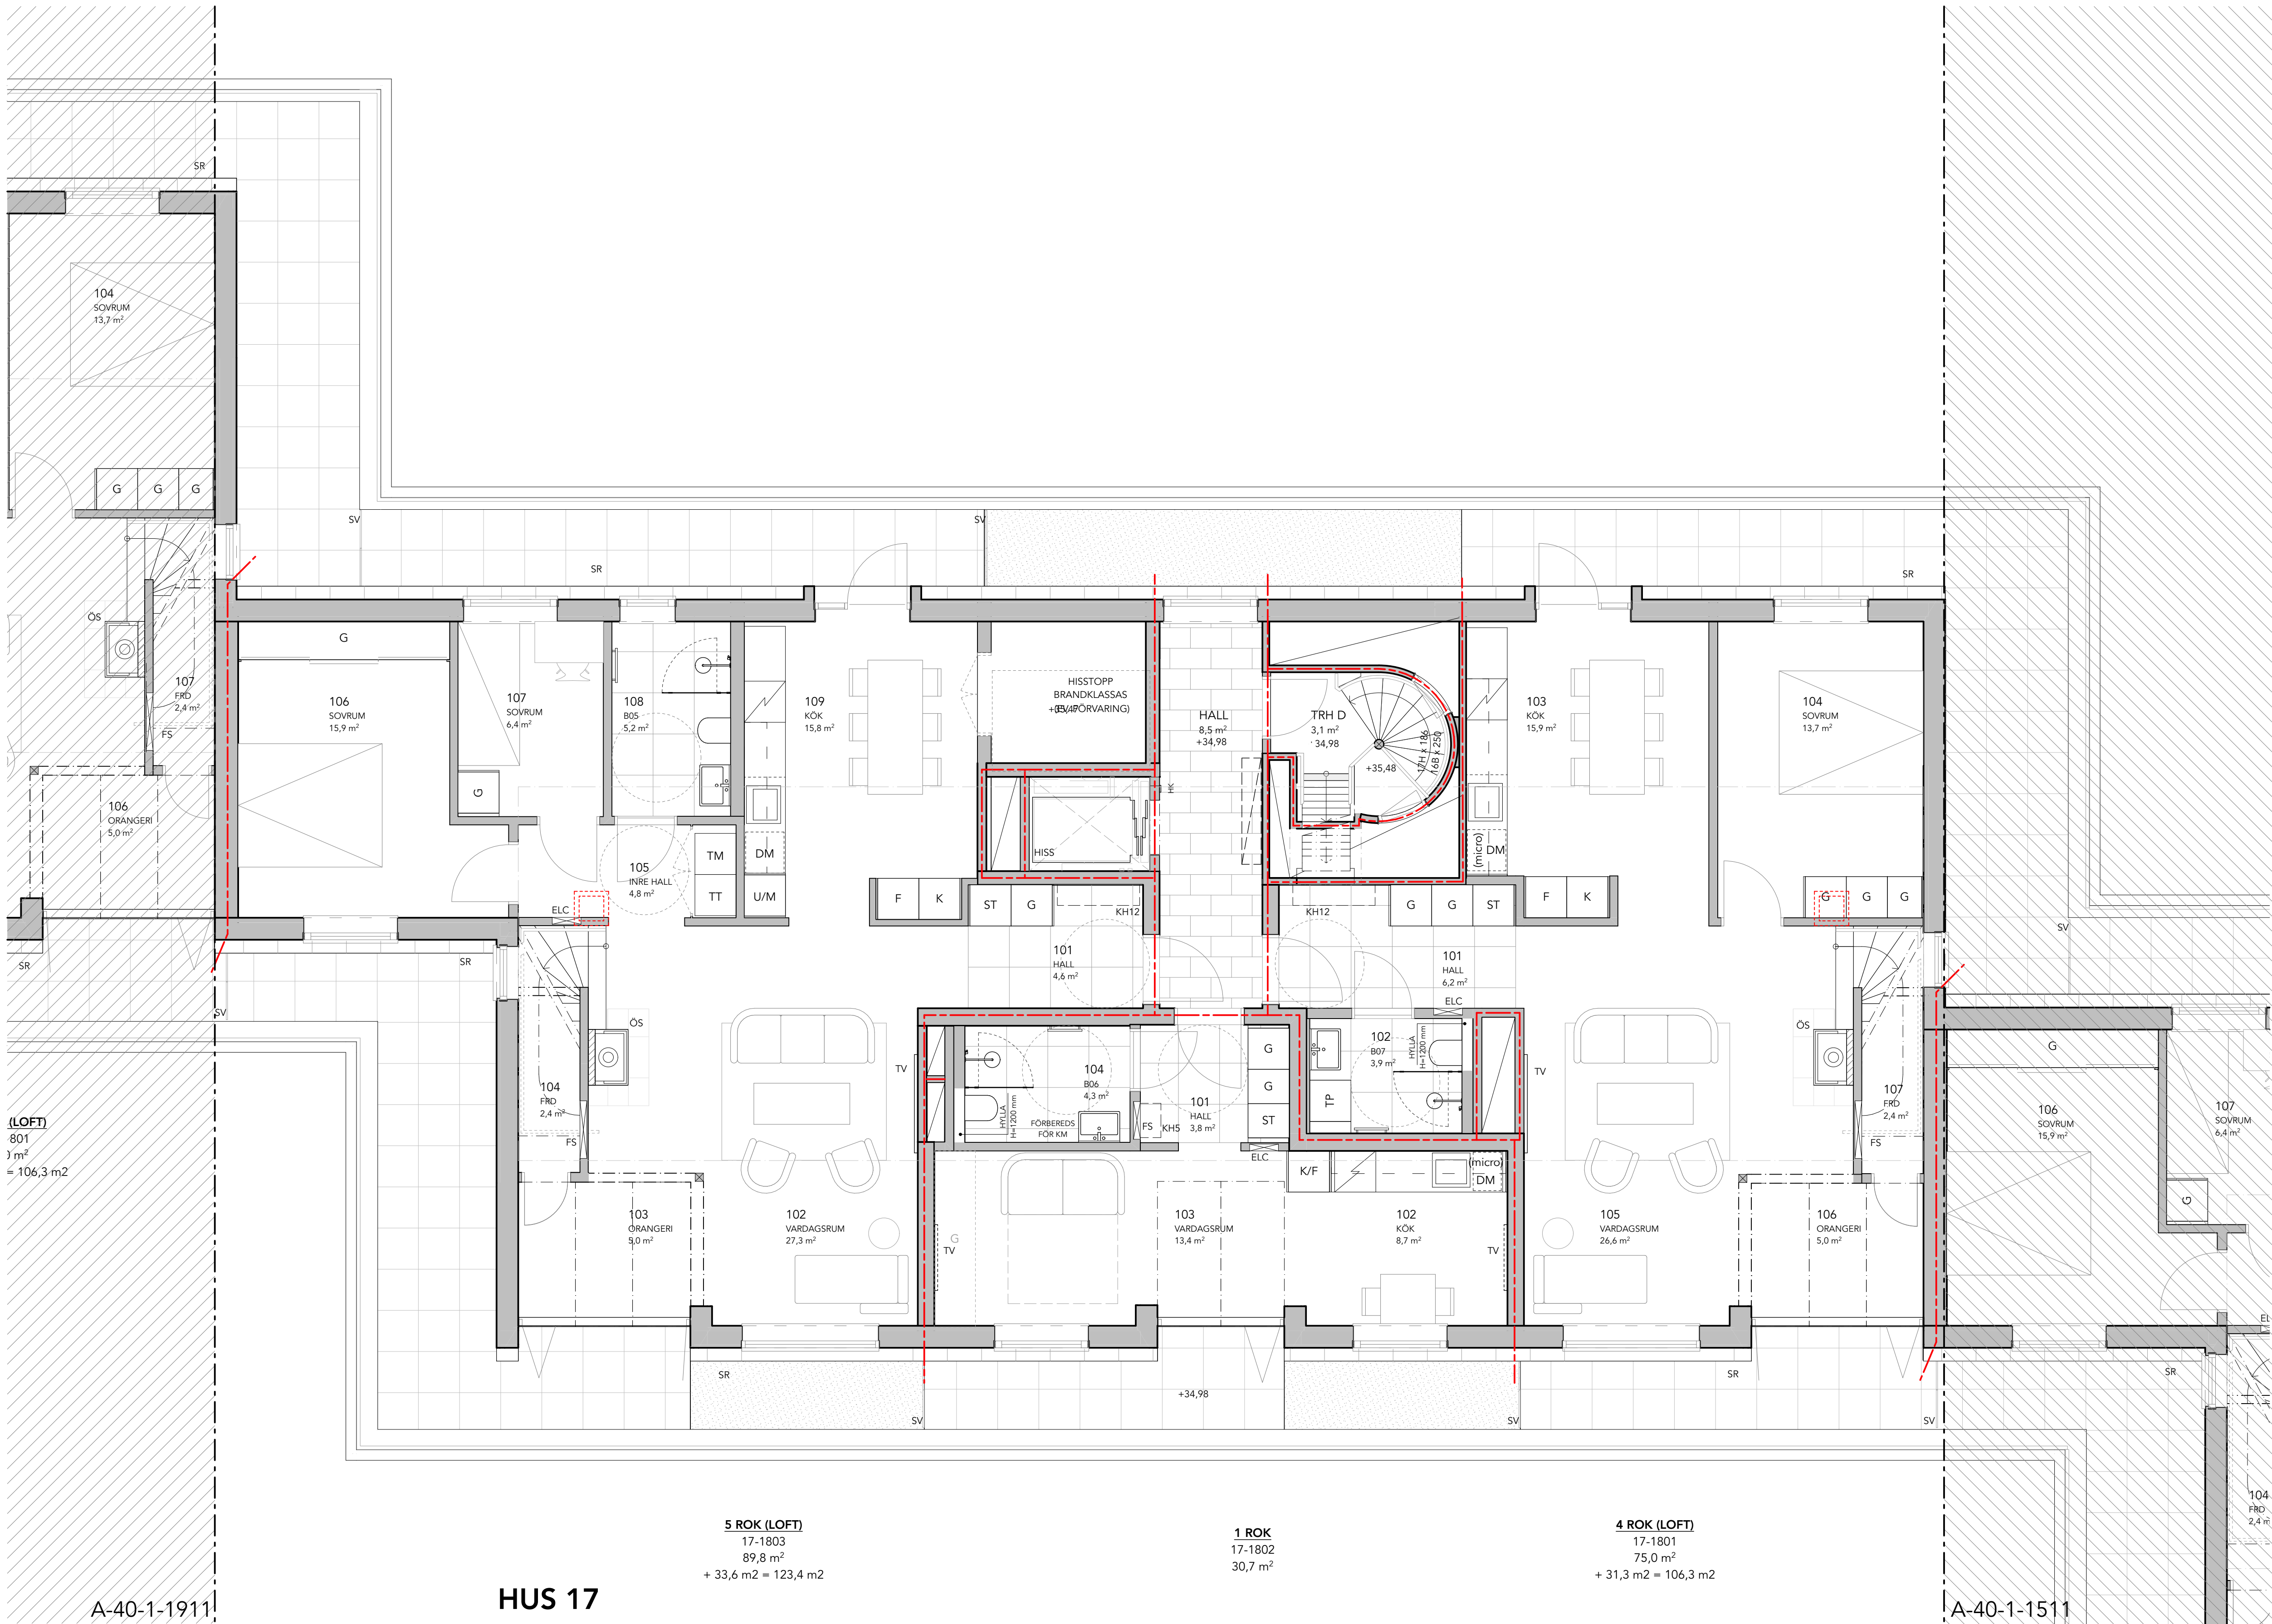 SR
104
SOVRUM
13,7 m²
G
G
G
ÖS
107
FRD
2,4 m²
FS
106
ORANGERI
5,0 m²
SR
SV
SV
SV
SR
SR
G
106
SOVRUM
15,9 m²
107
SOVRUM
6,4 m²
G
108
B05
5,2 m²
109
KÖK
15,8 m²
HISSTOPP
BRANDKLASSAS
(EV. FÖRVARING)
HALL
8,5 m²
+34,98
TRH D
3,1 m²
34,98
+35,48
17H x 186
16B x 250
103
KÖK
15,9 m²
104
SOVRUM
13,7 m²
HK
HISS
105
INRE HALL
4,8 m²
TM
TT
DM
U/M
F
K
ST
G
KH12
KH12
G
G
ST
(micro)
DM
F
K
G
G
G
ELC
SR
SV
101
HALL
4,6 m²
101
HALL
6,2 m²
ELC
ÖS
104
FRD
2,4 m²
FS
TV
104
B06
4,3 m²
HYLLA
H=1200 mm
FÖRBEREDS
FÖR KM
FS
KH5
101
HALL
3,8 m²
G
G
ST
ELC
102
B07
3,9 m²
HYLLA
H=1200 mm
TP
TV
ÖS
107
FRD
2,4 m²
FS
G
106
SOVRUM
15,9 m²
107
SOVRUM
6,4 m²
G
103
ORANGERI
5,0 m²
102
VARDAGSRUM
27,3 m²
G
TV
103
VARDAGSRUM
13,4 m²
K/F
(micro)
DM
102
KÖK
8,7 m²
TV
105
VARDAGSRUM
26,6 m²
106
ORANGERI
5,0 m²
SR
SV
+34,98
SR
SV
SV
SR
104
FRD
(LOFT)
= 106,3 m2
5 ROK (LOFT)
17-1803
89,8 m²
+ 33,6 m2 = 123,4 m2
1 ROK
17-1802
30,7 m²
4 ROK (LOFT)
17-1801
75,0 m²
+ 31,3 m2 = 106,3 m2
HUS 17
A-40-1-1911
A-40-1-1511